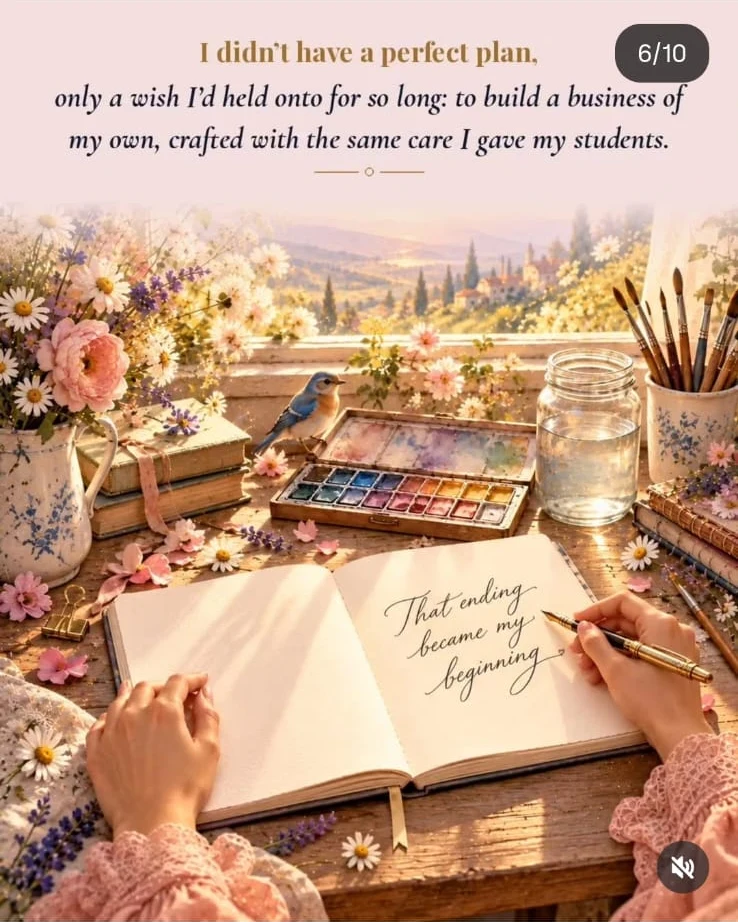 I didn’t have a perfect plan,
6/10
only a wish I’d held onto for so long: to build a business of
my own, crafted with the same care I gave my students.
That ending
became my
beginning